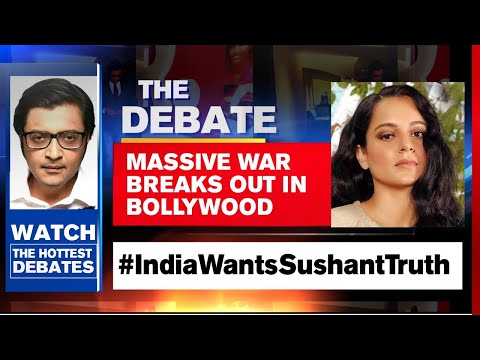 THE
DEBATE
MASSIVE WAR
BREAKS OUT IN
BOLLYWOOD
WATCH
THE HOTTEST
DEBATES
#IndiaWantsSushantTruth